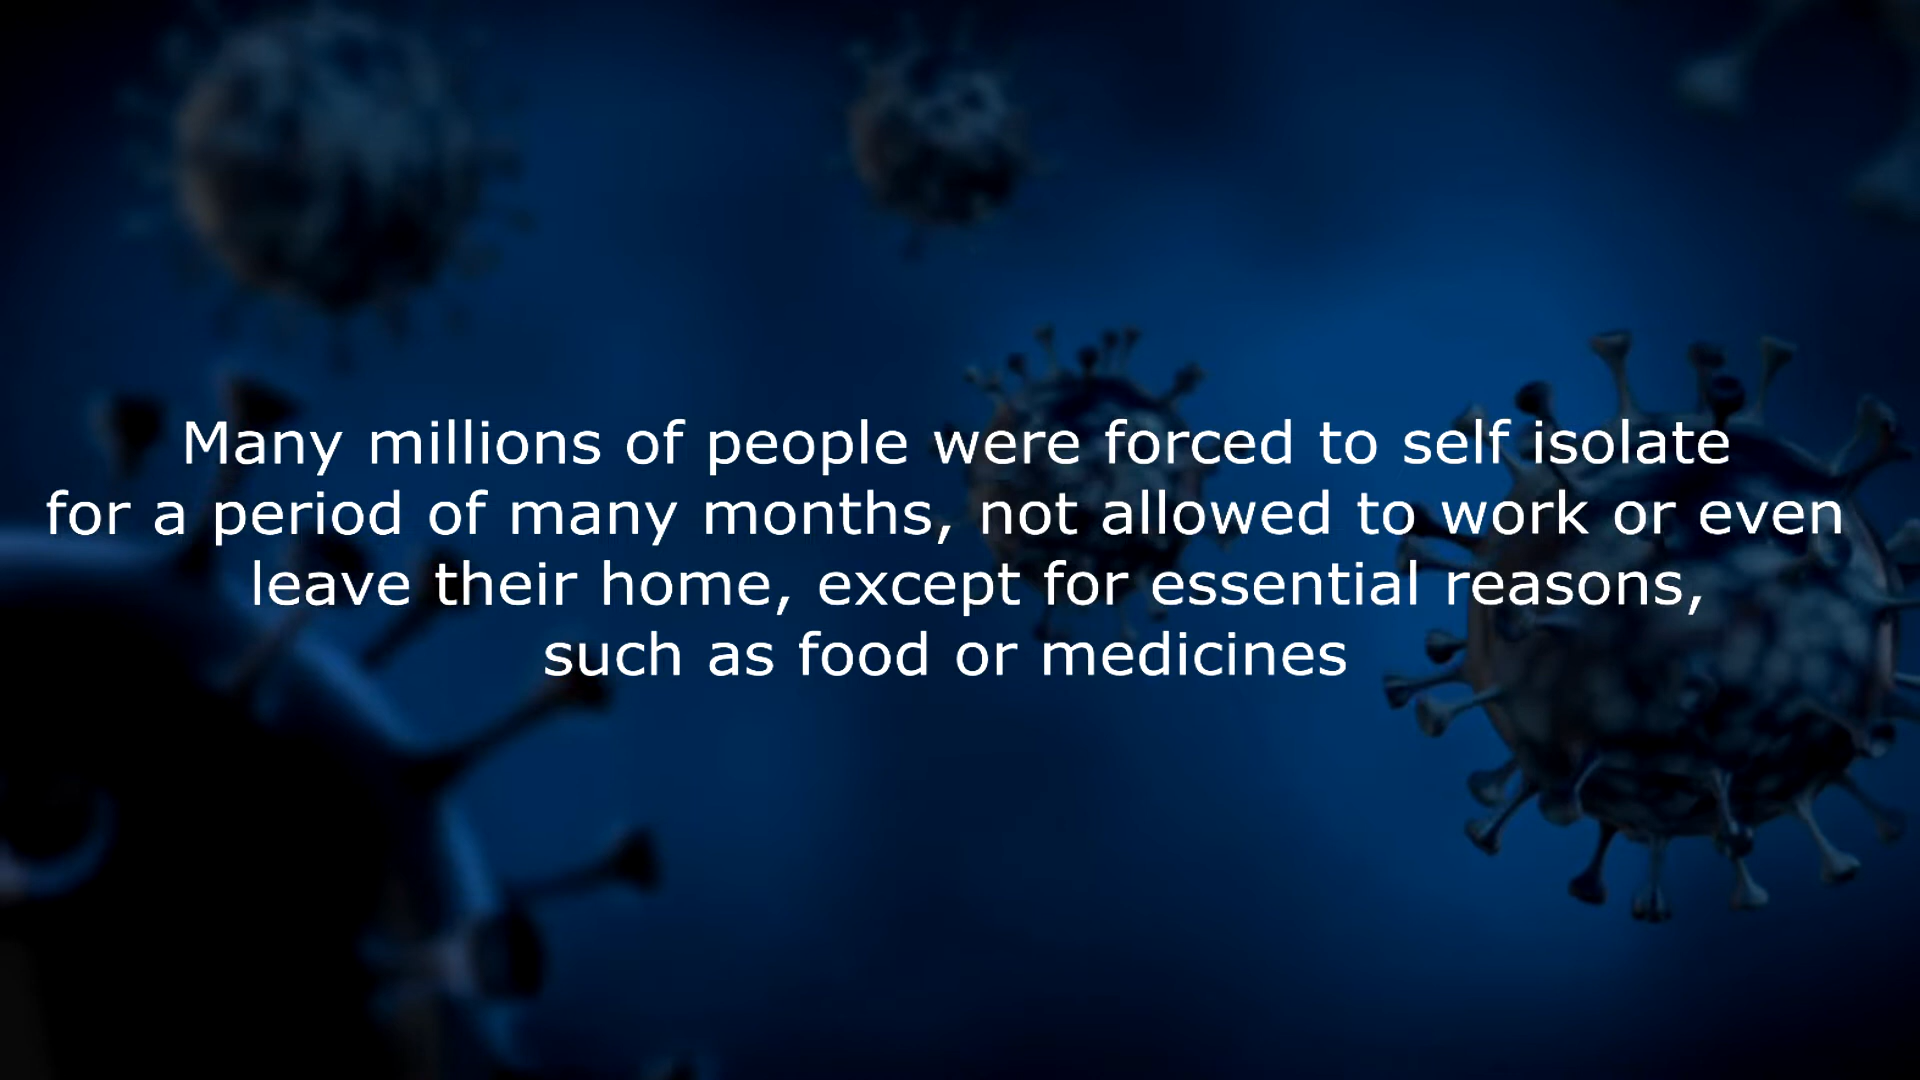 Many millions of people were forced to self isolate
for a period of many months, not allowed to work or even
leave their home, except for essential reasons,
such as food or medicines